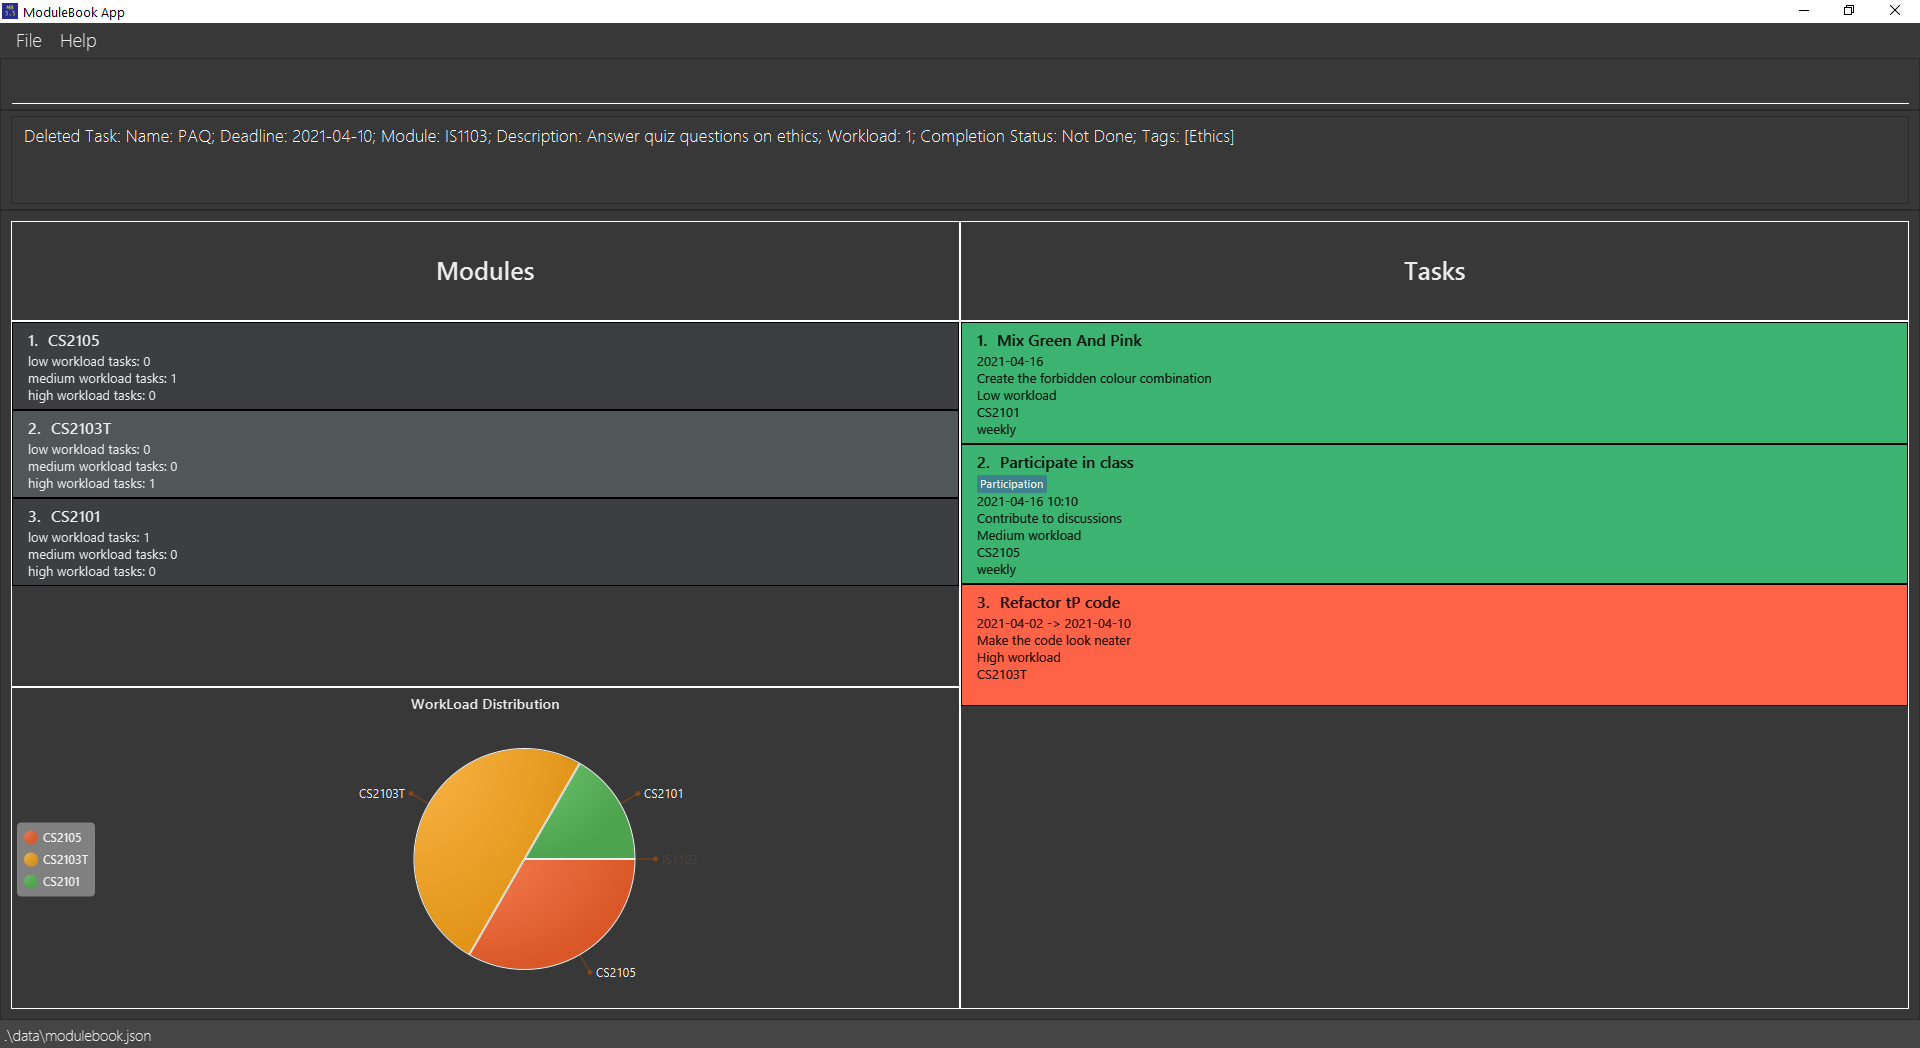 ModuleBook App
File Help
Deleted Task: Name: PAQ; Deadline: 2021-04-10; Module: IS1103; Description: Answer quiz questions on ethics; Workload: 1; Completion Status: Not Done; Tags: [Ethics]
Modules
1. CS2105
low workload tasks: 0
medium workload tasks: 1
high workload tasks: 0
2. CS2103T
low workload tasks: 0
medium workload tasks: 0
high workload tasks: 1
3. CS2101
low workload tasks: 1
medium workload tasks: 0
high workload tasks: 0
WorkLoad Distribution
CS2103T
CS2101
IS1103
CS2105
CS2105
CS2103T
CS2101
Tasks
1. Mix Green And Pink
2021-04-16
Create the forbidden colour combination
Low workload
CS2101
weekly
2. Participate in class
Participation
2021-04-16 10:10
Contribute to discussions
Medium workload
CS2105
weekly
3. Refactor tP code
2021-04-02 -> 2021-04-10
Make the code look neater
High workload
CS2103T
.\data\modulebook.json